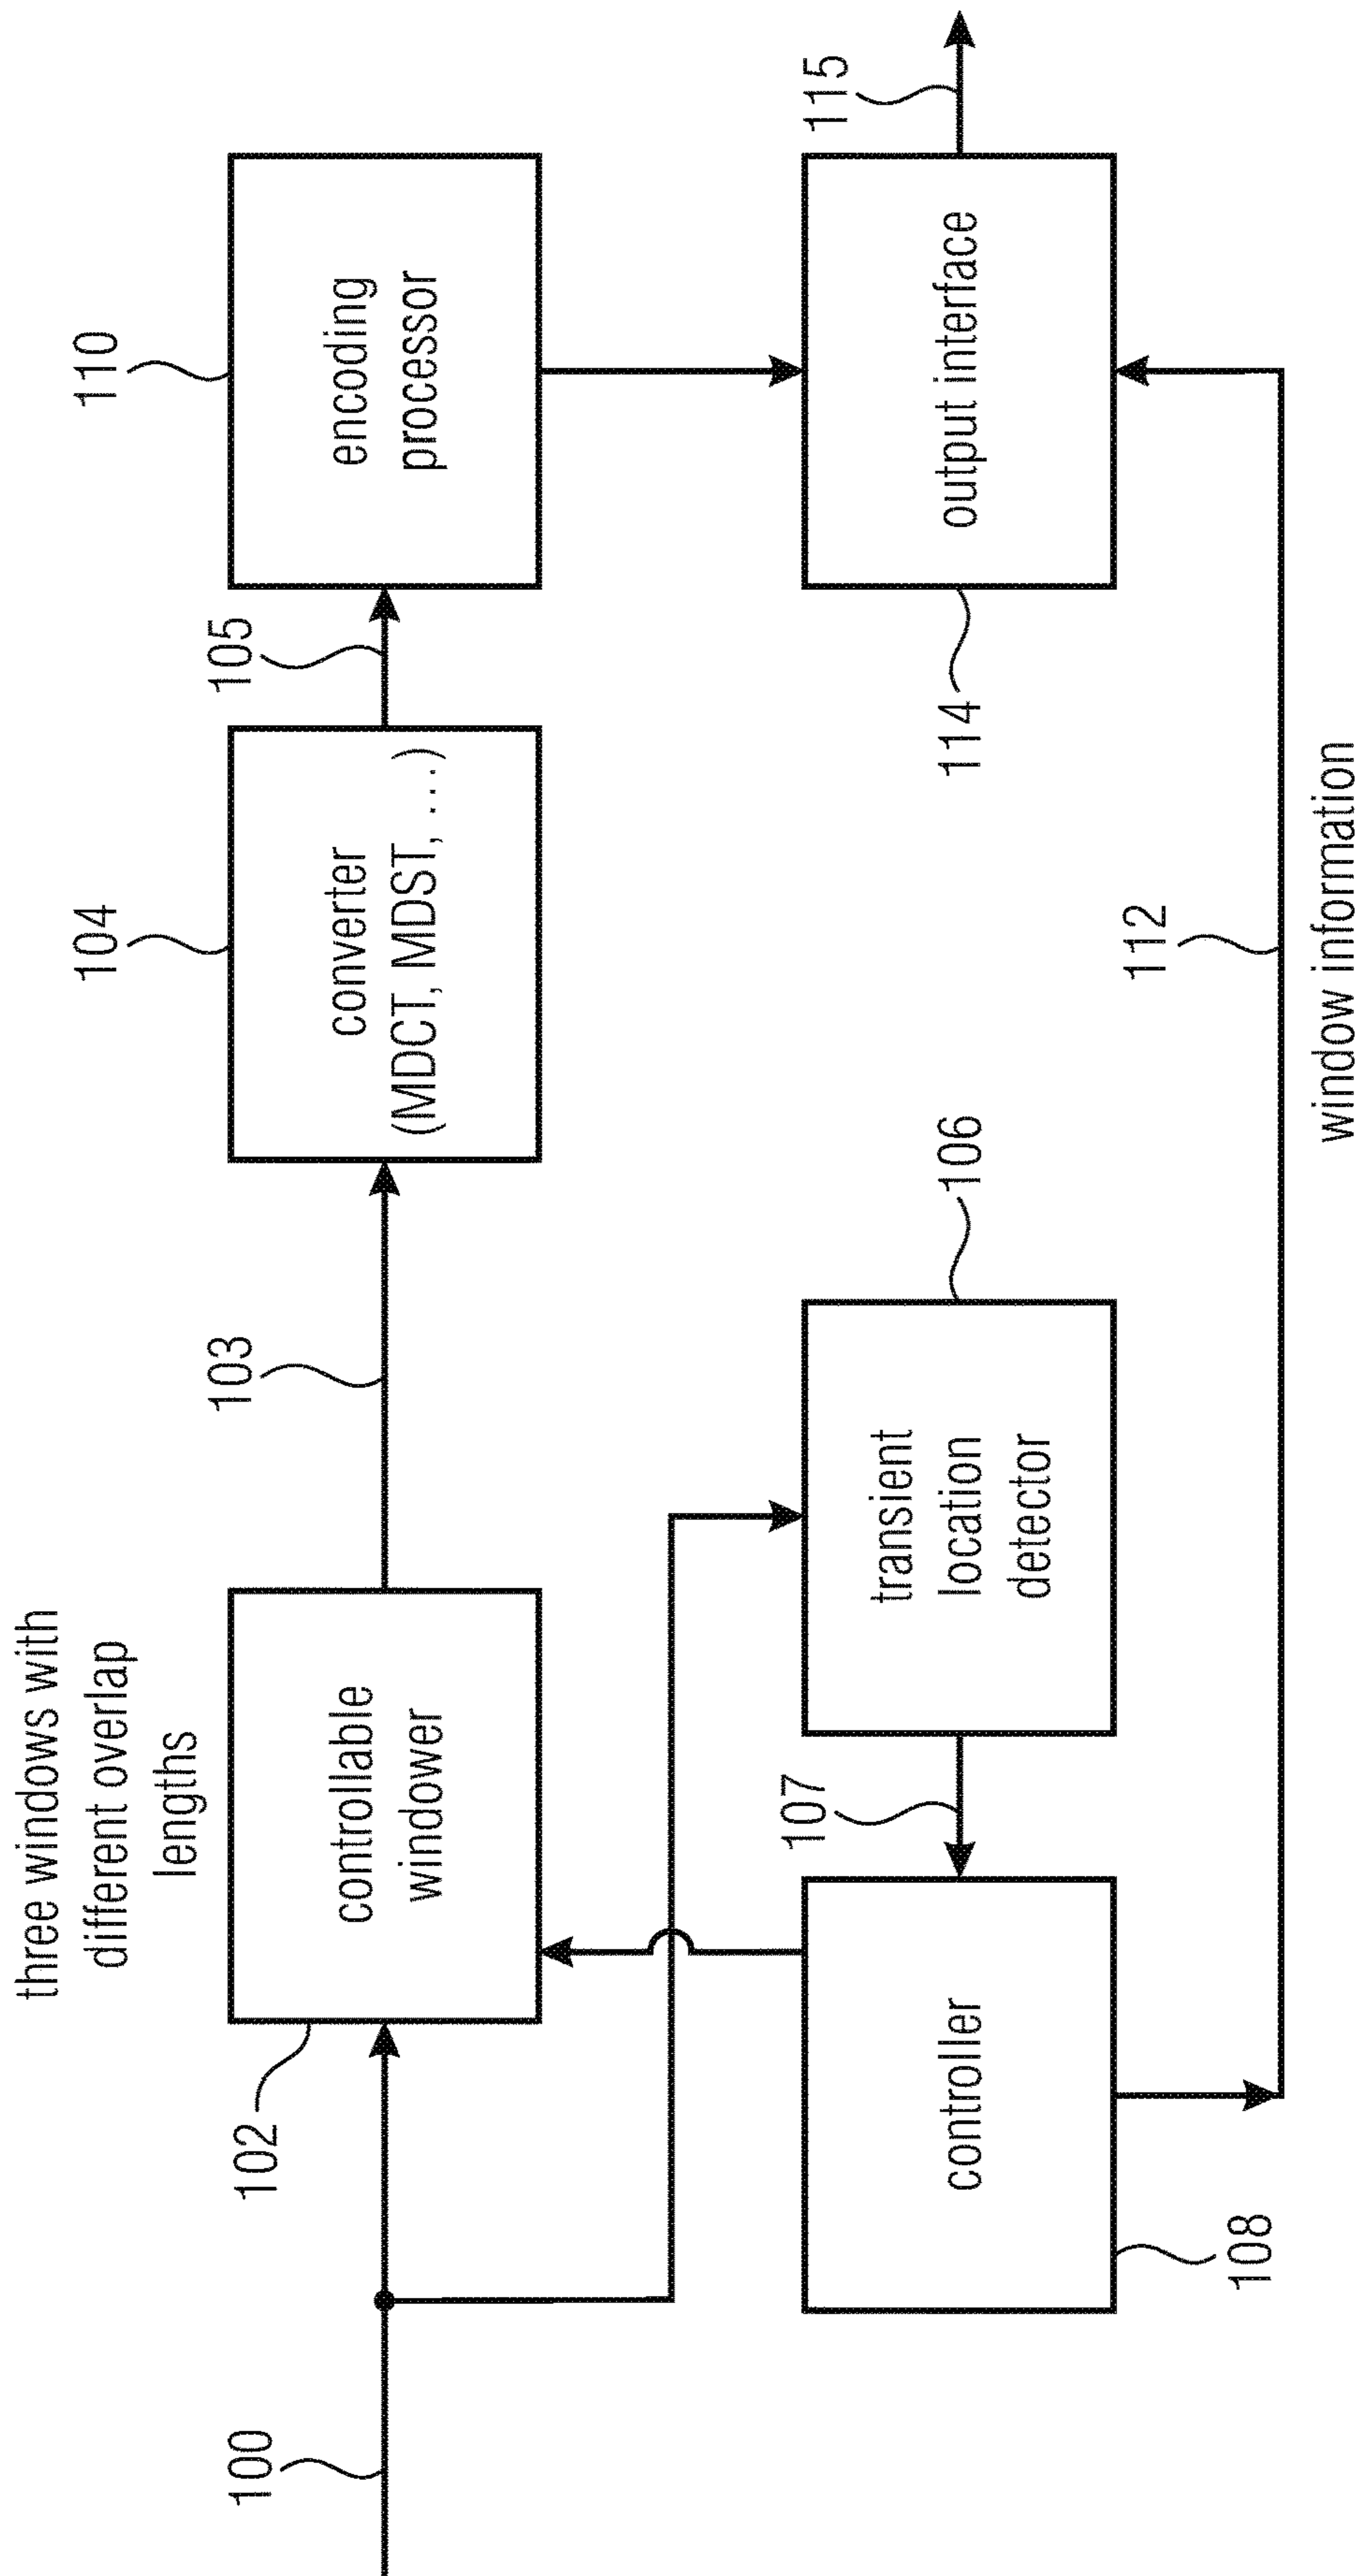 three windows with
different overlap
lengths
100
102
controllable
windower
103
104
converter
(MDCT, MDST, ...)
105
110
encoding
processor
108
controller
107
transient
location
detector
106
114
output interface
115
112
window information